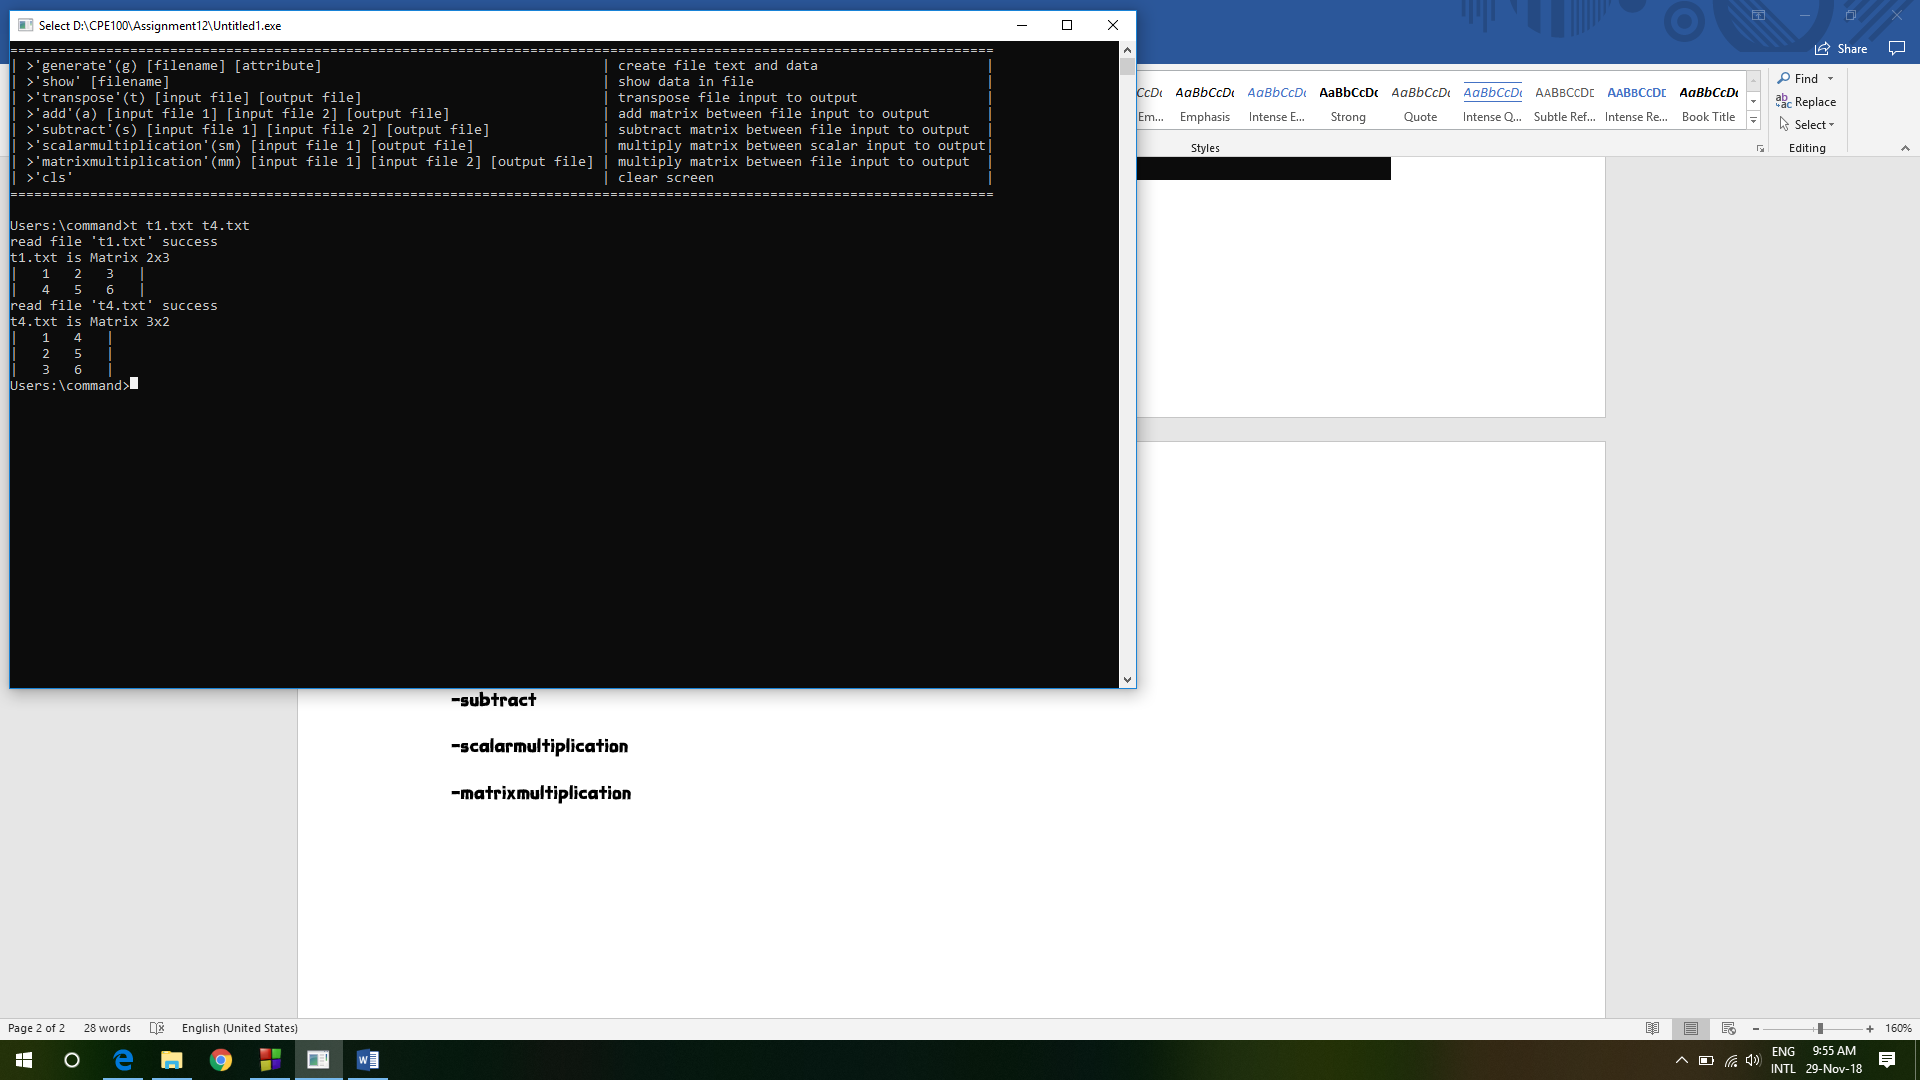 Select D:\CPE100\Assignment12\Untitled1.exe
==========================================================================================================================
| >'generate'(g) [filename] [attribute] | create file text and data |
| >'show' [filename] | show data in file |
| >'transpose'(t) [input file] [output file] | transpose file input to output |
| >'add'(a) [input file 1] [input file 2] [output file] | add matrix between file input to output |
| >'subtract'(s) [input file 1] [input file 2] [output file] | subtract matrix between file input to output |
| >'scalarmultiplication'(sm) [input file 1] [output file] | multiply matrix between scalar input to output|
| >'matrixmultiplication'(mm) [input file 1] [input file 2] [output file] | multiply matrix between file input to output |
| >'cls' | clear screen |
==========================================================================================================================
Users:\command>t t1.txt t4.txt
read file 't1.txt' success
t1.txt is Matrix 2x3
| 1 2 3 |
| 4 5 6 |
read file 't4.txt' success
t4.txt is Matrix 3x2
| 1 4 |
| 2 5 |
| 3 6 |
Users:\command>
Share
AaBbCcDc AaBbCcDc AaBbCcDc AaBbCcDc AaBbCcDc AABBCCDE AABBCCDE AaBbCcDc
Em... Emphasis Intense E... Strong Quote Intense Q... Subtle Ref... Intense Re... Book Title
Styles
Find
Replace
Select
Editing
-subtract
-scalarmultiplication
-matrixmultiplication
Page 2 of 2 28 words English (United States) 160%
ENG 9:55 AM
INTL 29-Nov-18